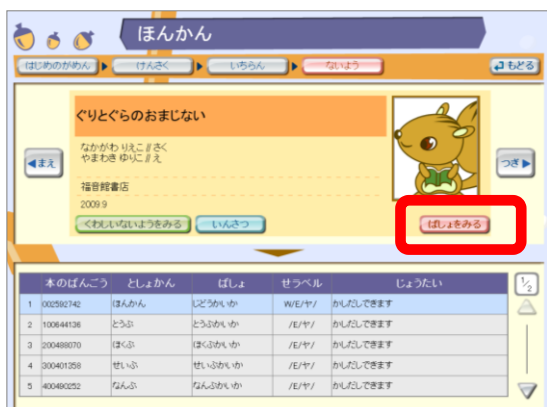 ほんかん
はじめのがめん けんさく いちらん ないよう もどる
ぐりとぐらのおまじない
なかがわ りえこ∥さく
やまわき ゆりこ∥え
まえ つぎ
福音館書店
2009.9
くわしいないようをみる いんさつ ばしょをみる
本のばんごう としょかん ばしょ せラベル じょうたい 1/2
1 002592742 ほんかん じどうかいか W/E/ヤ/ かしだしできます
2 100644136 とうぶ とうぶかいか /E/ヤ/ かしだしできます
3 200488070 ほくぶ ほくぶかいか /E/ヤ/ かしだしできます
4 300401358 せいぶ せいぶかいか /E/ヤ/ かしだしできます
5 400490252 なんぶ なんぶかいか /E/ヤ/ かしだしできます